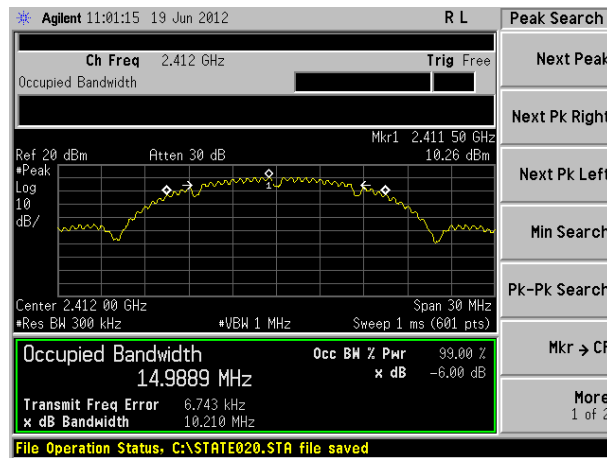 Agilent 11:01:15 19 Jun 2012 R L
Peak Search
Ch Freq 2.412 GHz Trig Free
Occupied Bandwidth
Next Peak
Next Pk Right
Next Pk Left
Min Search
Pk-Pk Search
Mkr → CF
More
1 of 2
Mkr1 2.411 50 GHz
Ref 20 dBm Atten 30 dB 10.26 dBm
#Peak
Log
10
dB/
1
Center 2.412 00 GHz Span 30 MHz
#Res BW 300 kHz #VBW 1 MHz Sweep 1 ms (601 pts)
Occupied Bandwidth Occ BW % Pwr 99.00 %
14.9889 MHz x dB -6.00 dB
Transmit Freq Error 6.743 kHz
x dB Bandwidth 10.210 MHz
File Operation Status, C:\STATE020.STA file saved